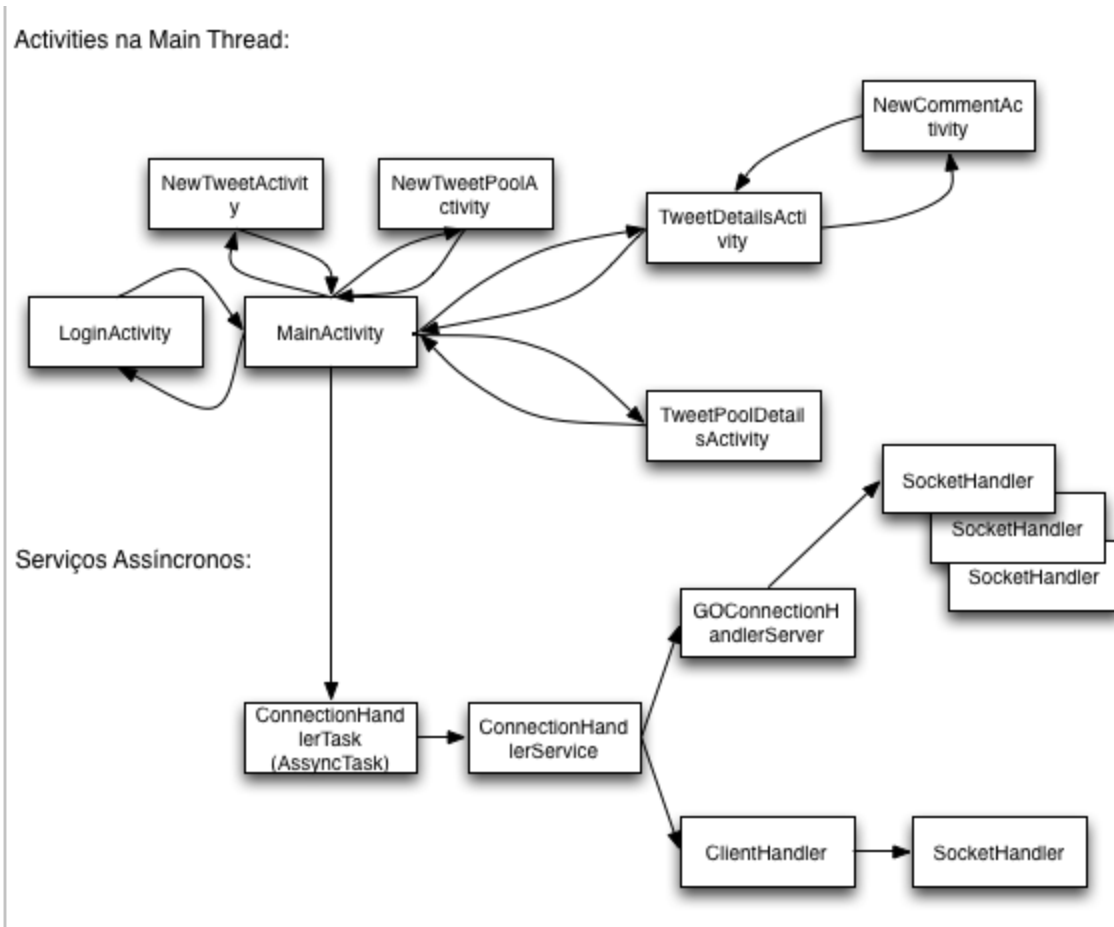 Activities na Main Thread:
NewCommentAc
tivity
NewTweetActivit
y
NewTweetPoolA
ctivity
TweetDetailsActi
vity
LoginActivity
MainActivity
TweetPoolDetail
sActivity
SocketHandler
SocketHandler
SocketHandler
Serviços Assíncronos:
GOConnectionH
andlerServer
ConnectionHand
lerTask
(AssyncTask)
ConnectionHand
lerService
ClientHandler
SocketHandler